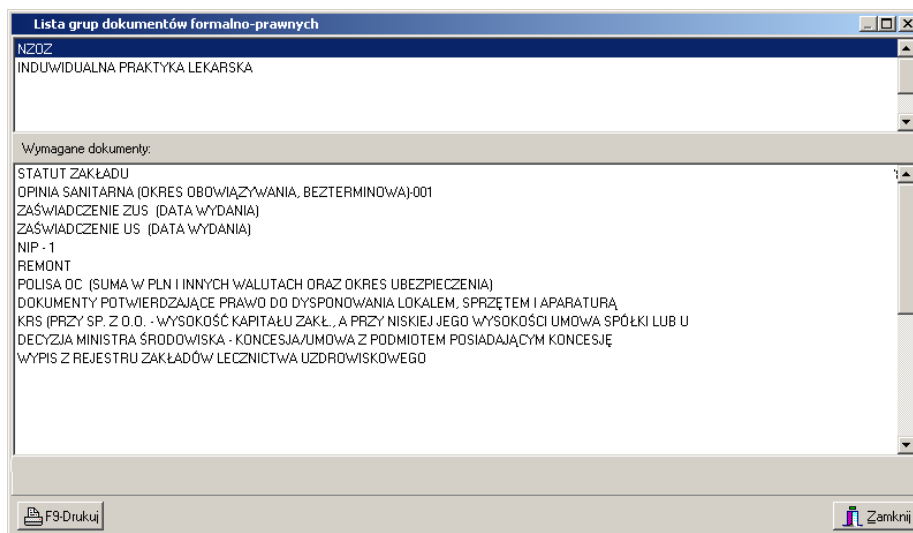 Lista grup dokumentów formalno-prawnych
NZOZ
INDUWIDUALNA PRAKTYKA LEKARSKA
Wymagane dokumenty:
STATUT ZAKŁADU
OPINIA SANITARNA (OKRES OBOWIĄZYWANIA, BEZTERMINOWA)-001
ZAŚWIADCZENIE ZUS (DATA WYDANIA)
ZAŚWIADCZENIE US (DATA WYDANIA)
NIP - 1
REMONT
POLISA OC (SUMA W PLN I INNYCH WALUTACH ORAZ OKRES UBEZPIECZENIA)
DOKUMENTY POTWIERDZAJĄCE PRAWO DO DYSPONOWANIA LOKALEM, SPRZĘTEM I APARATURĄ
KRS (PRZY SP. Z O.O. - WYSOKOŚĆ KAPITAŁU ZAKŁ., A PRZY NISKIEJ JEGO WYSOKOŚCI UMOWA SPÓŁKI LUB U
DECYZJA MINISTRA ŚRODOWISKA - KONCESJA/UMOWA Z PODMIOTEM POSIADAJĄCYM KONCESJĘ
WYPIS Z REJESTRU ZAKŁADÓW LECZNICTWA UZDROWISKOWEGO
F9-Drukuj
Zamknij